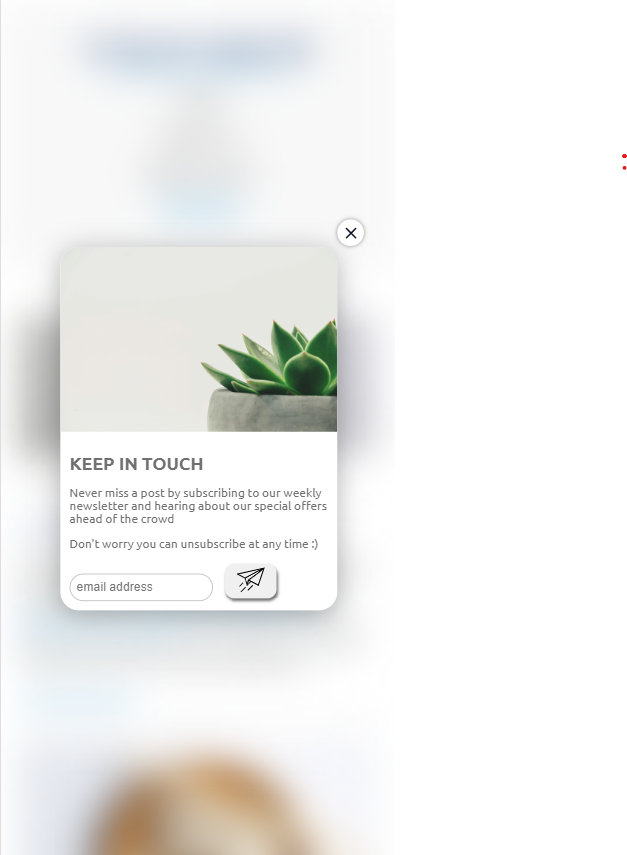 KEEP IN TOUCH
Never miss a post by subscribing to our weekly
newsletter and hearing about our special offers
ahead of the crowd
Don't worry you can unsubscribe at any time :)
email address